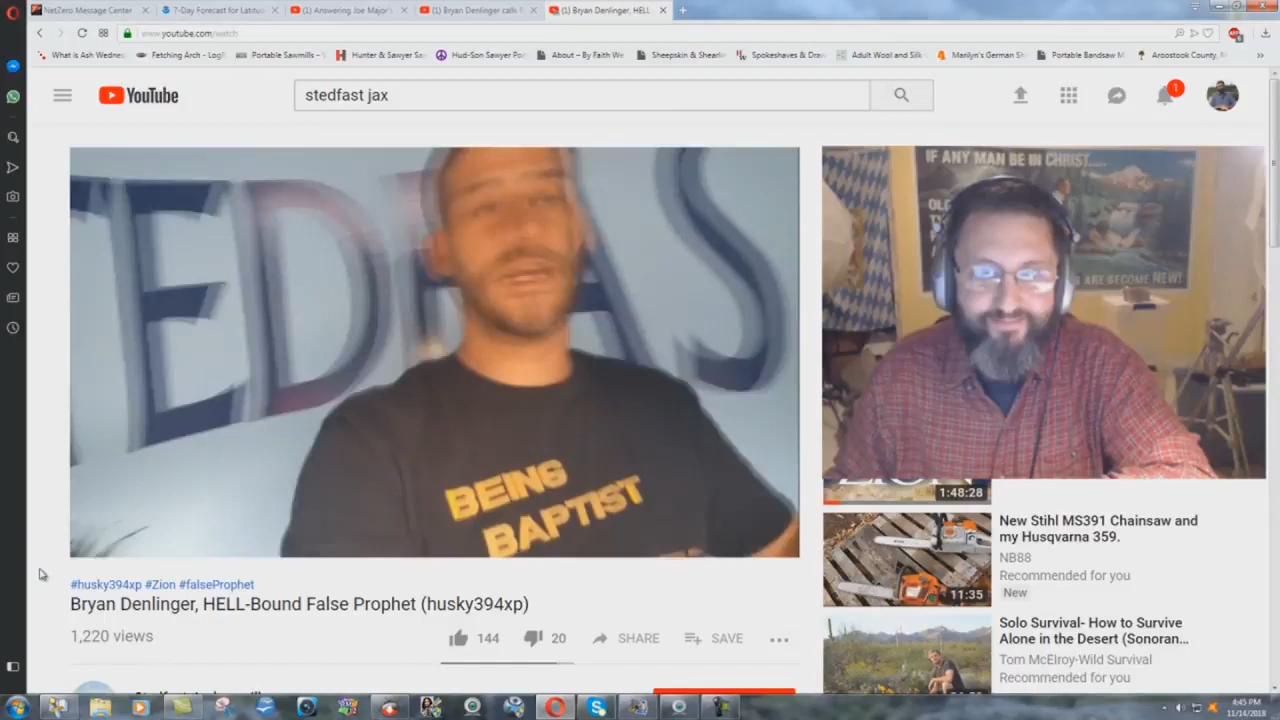 NetZero Message Center
7-Day Forecast for Latitud
(1) Answering Joe Major's
(1) Bryan Denlinger calls
(1) Bryan Denlinger, HELL
www.youtube.com/watch
What is Ash Wednes
Fetching Arch - Log
Portable Sawmills –
Hunter & Sawyer Sa
Hud-Son Sawyer Po
About – By Faith We
Sheepskin & Shearli
Spokeshaves & Dra
Adult Wool and Silk
Marilyn's German Sh
Portable Bandsaw M
Aroostook County,
YouTube
stedfast jax
1
IF ANY MAN BE IN CHRIST....
ARE BECOME NEW!
EDFAS
BEING
BAPTIST
1:48:28
New Stihl MS391 Chainsaw and
my Husqvarna 359.
NB88
Recommended for you
New
11:35
#husky394xp #Zion #falseProphet
Bryan Denlinger, HELL-Bound False Prophet (husky394xp)
1,220 views
144
20
SHARE
SAVE
Solo Survival- How to Survive
Alone in the Desert (Sonoran...
Tom McElroy-Wild Survival
Recommended for you
4:45 PM
11/14/2018